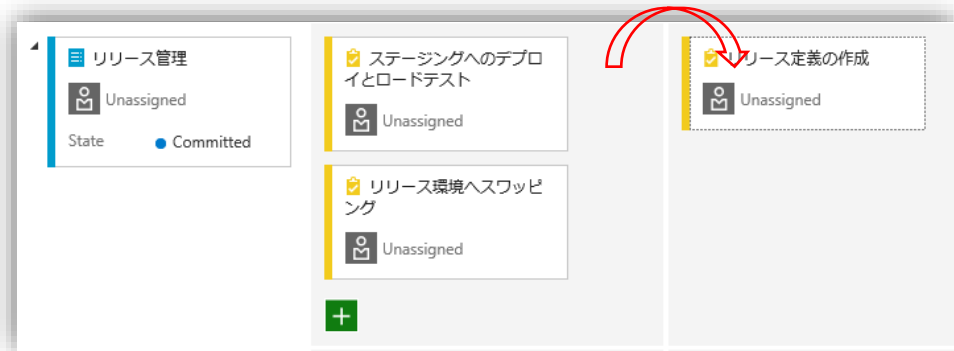 リリース管理
Unassigned
State Committed
ステージングへのデプロ
イとロードテスト
Unassigned
リリース環境へスワッピ
ング
Unassigned
リリース定義の作成
Unassigned